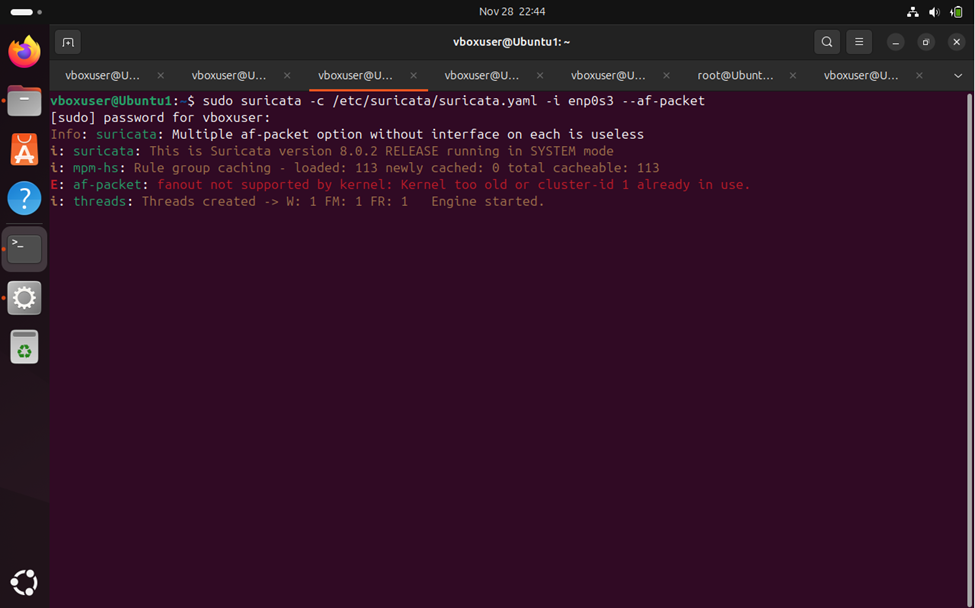 Nov 28 22:44
vboxuser@Ubuntu1: ~
vboxuser@U... vboxuser@U... vboxuser@U... vboxuser@U... vboxuser@U... root@Ubunt... vboxuser@U...
vboxuser@Ubuntu1:~$ sudo suricata -c /etc/suricata/suricata.yaml -i enp0s3 --af-packet
[sudo] password for vboxuser:
Info: suricata: Multiple af-packet option without interface on each is useless
i: suricata: This is Suricata version 8.0.2 RELEASE running in SYSTEM mode
i: mpm-hs: Rule group caching - loaded: 113 newly cached: 0 total cacheable: 113
E: af-packet: fanout not supported by kernel: Kernel too old or cluster-id 1 already in use.
i: threads: Threads created -> W: 1 FM: 1 FR: 1   Engine started.